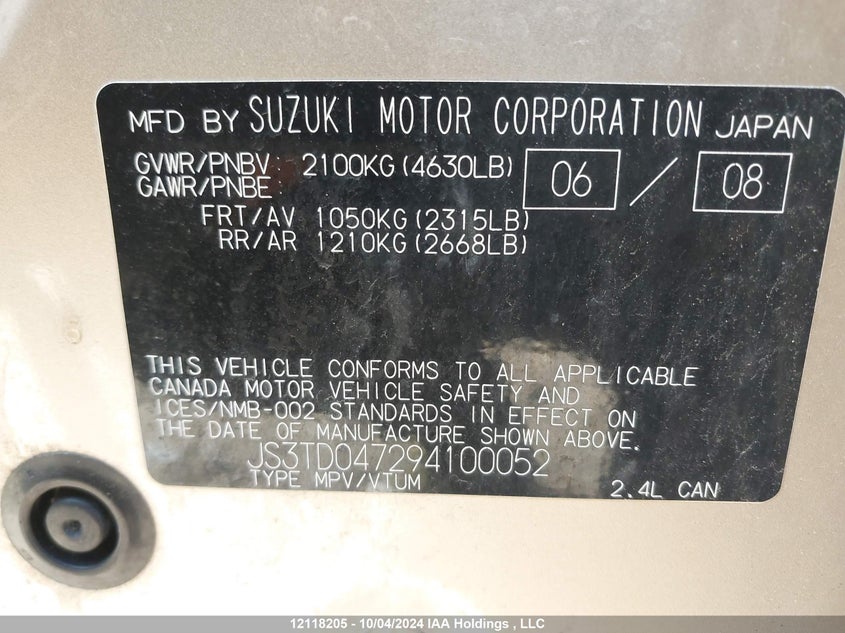 MFD BY SUZUKI MOTOR CORPORATION JAPAN
GVWR/PNBV: 2100KG (4630LB) 06 / 08
GAWR/PNBE:
FRT/AV 1050KG (2315LB)
RR/AR 1210KG (2668LB)
THIS VEHICLE CONFORMS TO ALL APPLICABLE
CANADA MOTOR VEHICLE SAFETY AND
ICES/NMB-002 STANDARDS IN EFFECT ON
THE DATE OF MANUFACTURE SHOWN ABOVE.
JS3TD047294100052
TYPE MPV/VTUM 2.4L CAN
12118205 - 10/04/2024 IAA Holdings , LLC